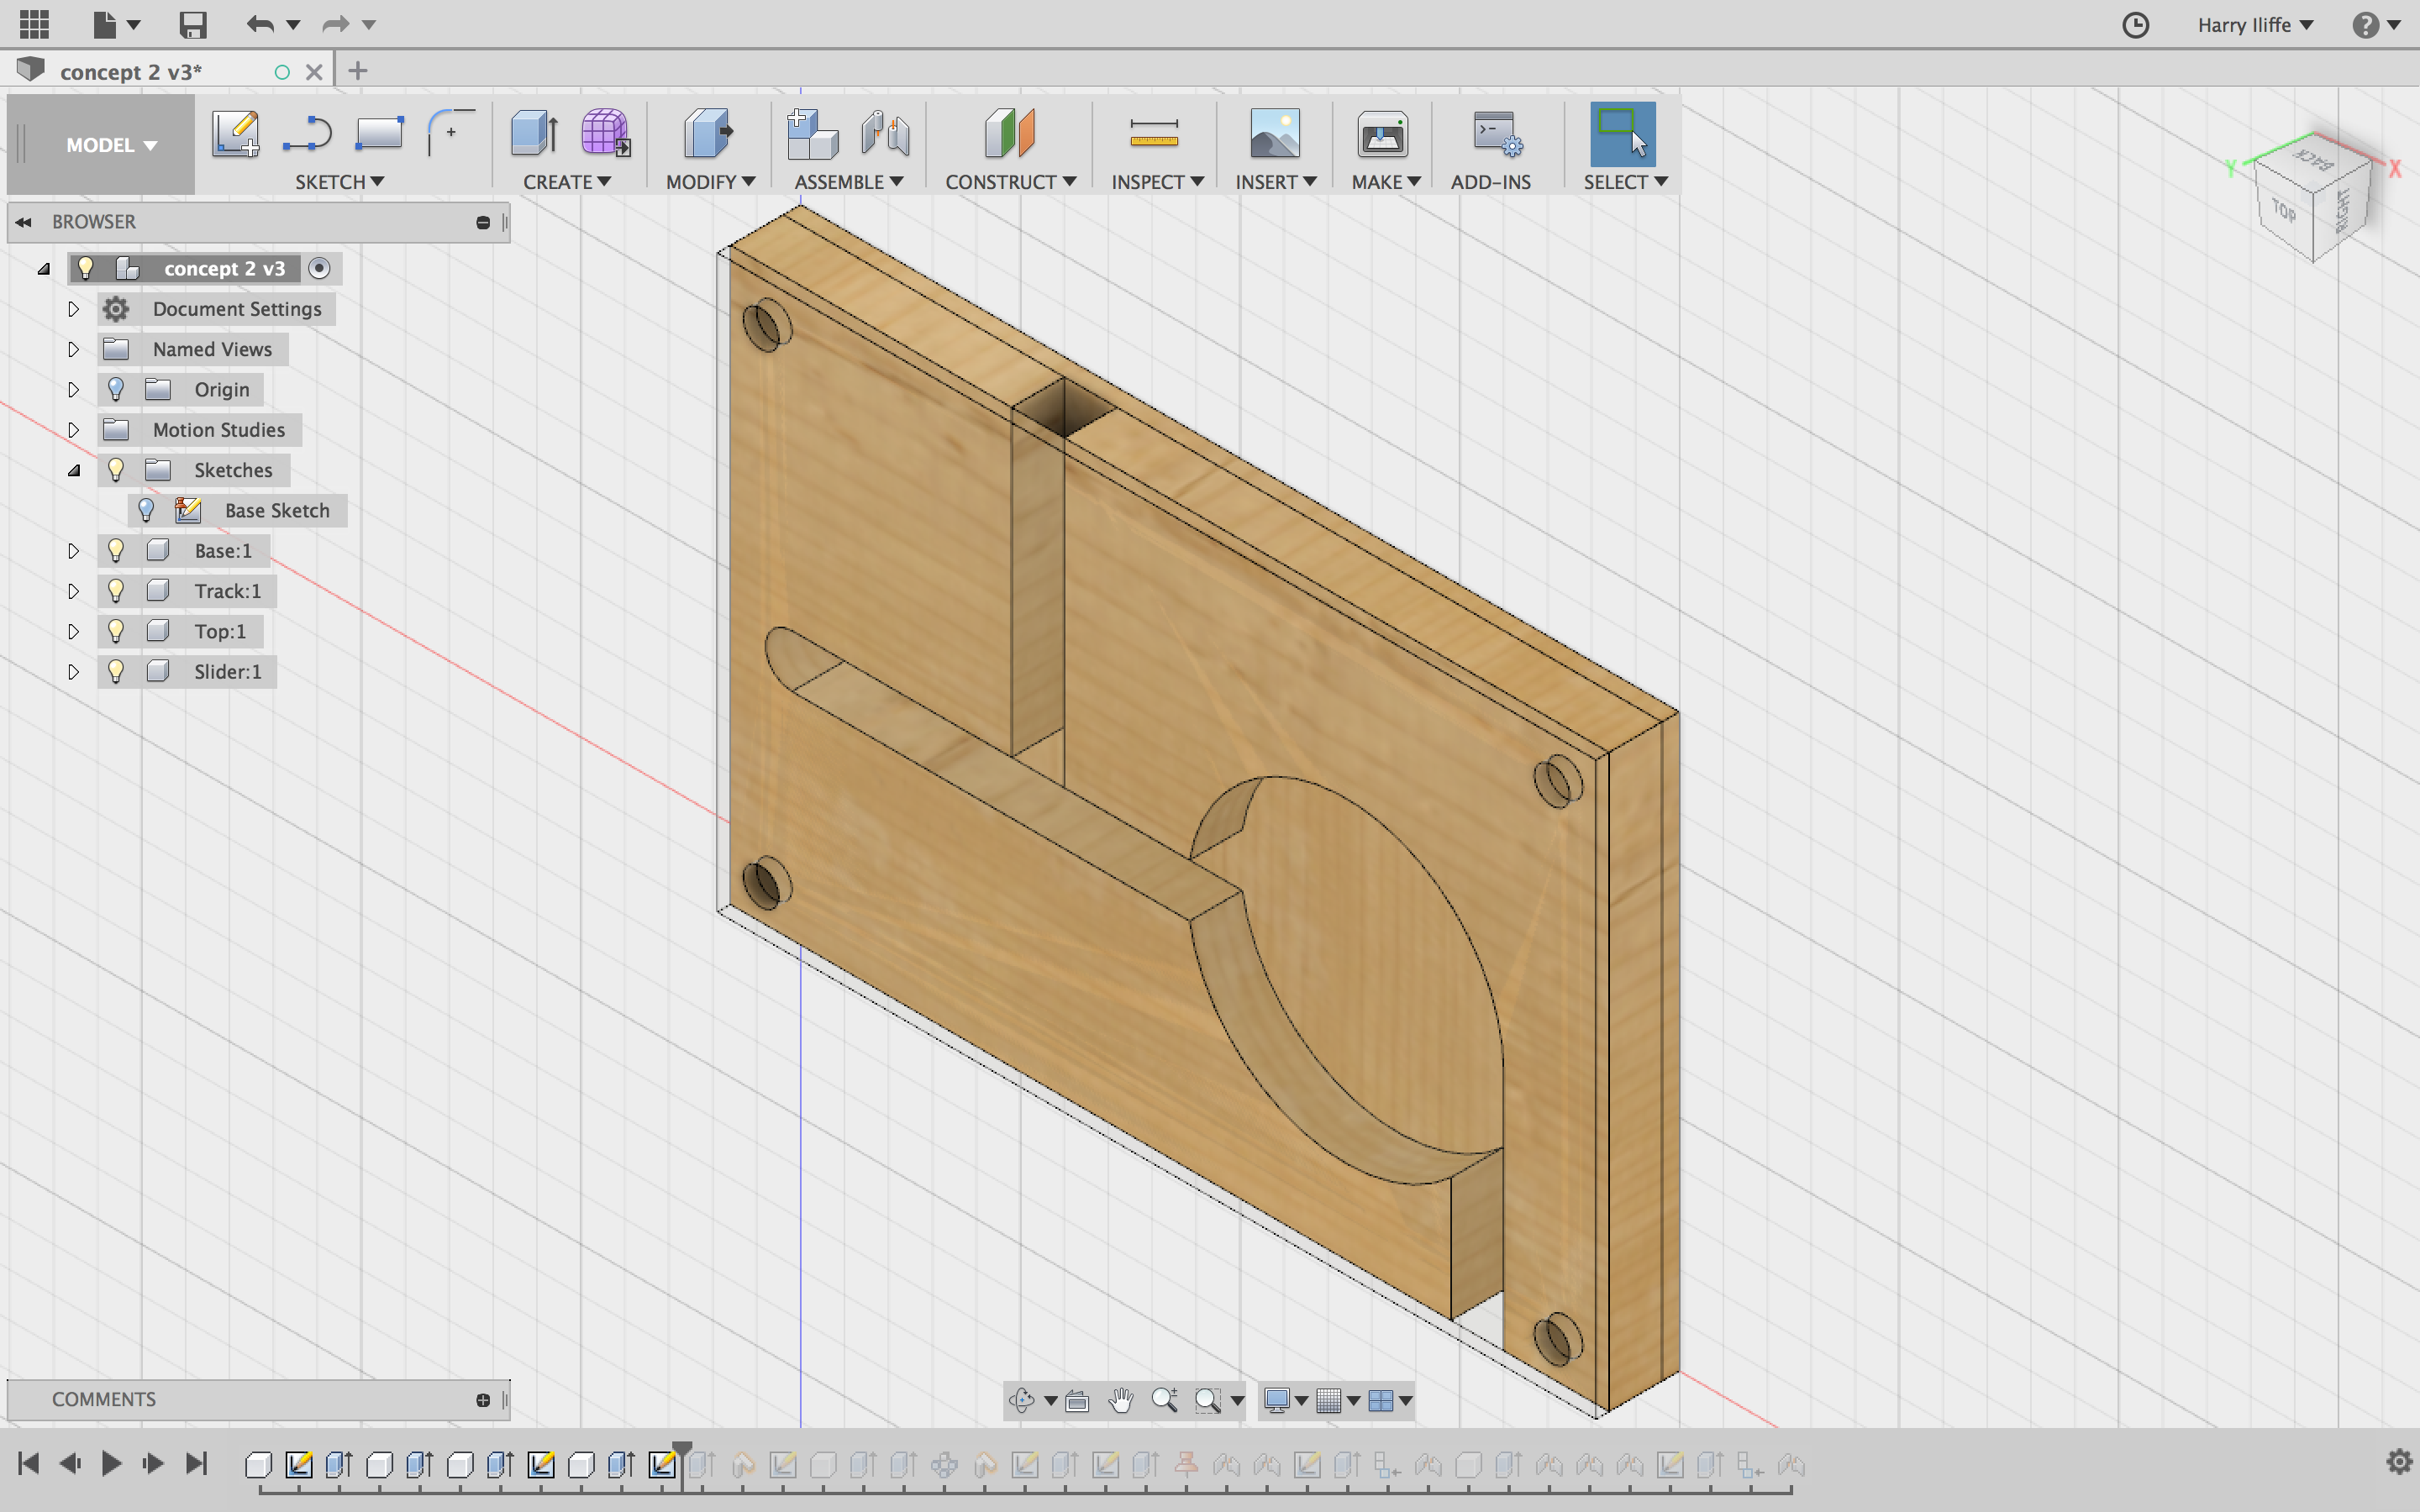 Harry Iliffe
?
concept 2 v3*
MODEL
SKETCH
CREATE
MODIFY
ASSEMBLE
CONSTRUCT
INSPECT
INSERT
MAKE
ADD-INS
SELECT
BROWSER
concept 2 v3
Document Settings
Named Views
Origin
Motion Studies
Sketches
Base Sketch
Base:1
Track:1
Top:1
Slider:1
Y
X
BACK
TOP
RIGHT
COMMENTS